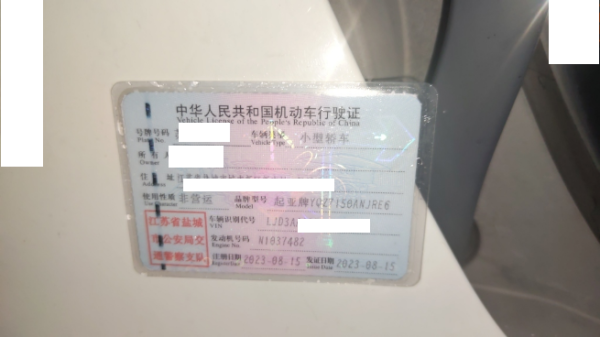 中华人民共和国机动车行驶证
Vehicle License of the People's Republic of China
号牌号码 车辆类型 小型轿车
Plate No. Vehicle Type
所有人
Owner
住 址
Address
使用性质 非营运 品牌型号 起亚牌YQZ7150ANJRE6
Use Character Model
江苏省盐城 车辆识别代号 LJD3A
VIN
市公安局交 发动机号码 N1037482
Engine No.
通警察支队 注册日期 2023-08-15 发证日期 2023-08-15
Register Date Issue Date